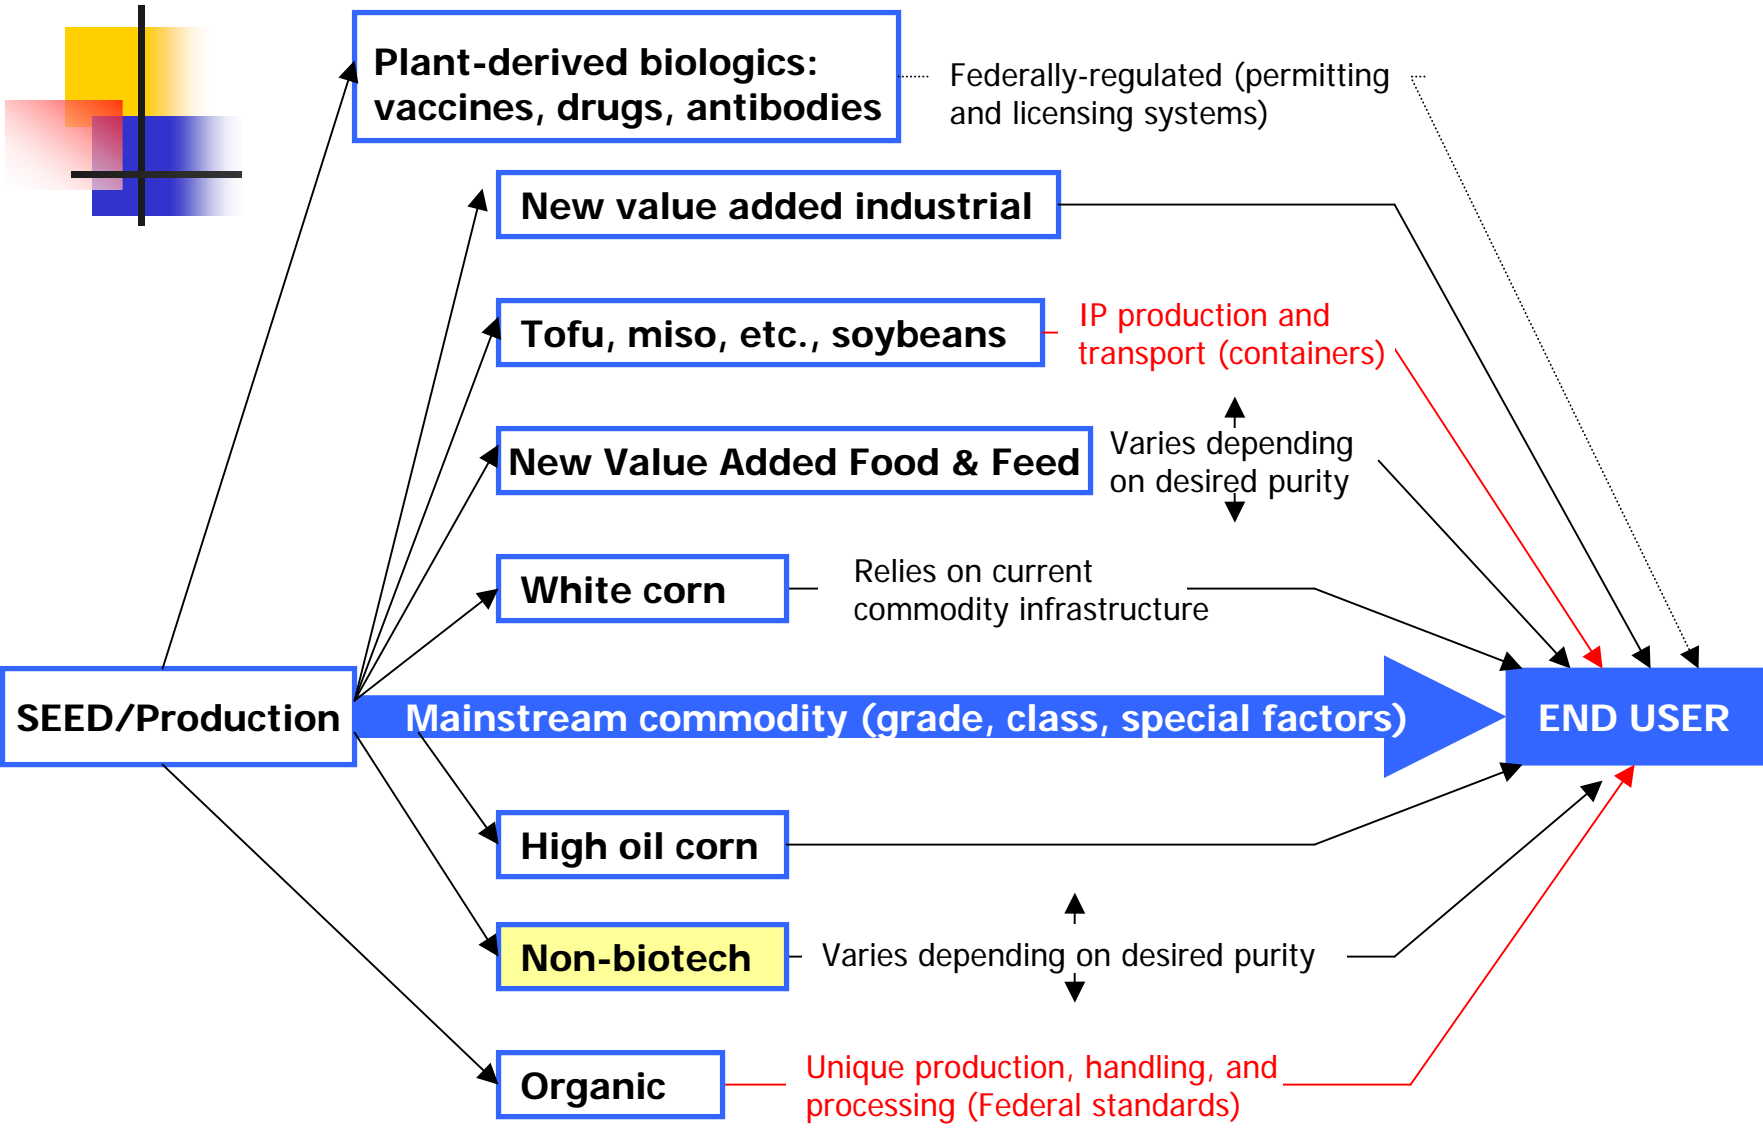 Plant-derived biologics:
vaccines, drugs, antibodies
Federally-regulated (permitting
and licensing systems)
New value added industrial
Tofu, miso, etc., soybeans
IP production and
transport (containers)
New Value Added Food & Feed
Varies depending
on desired purity
White corn
Relies on current
commodity infrastructure
SEED/Production
Mainstream commodity (grade, class, special factors)
END USER
High oil corn
Non-biotech
Varies depending on desired purity
Organic
Unique production, handling, and
processing (Federal standards)